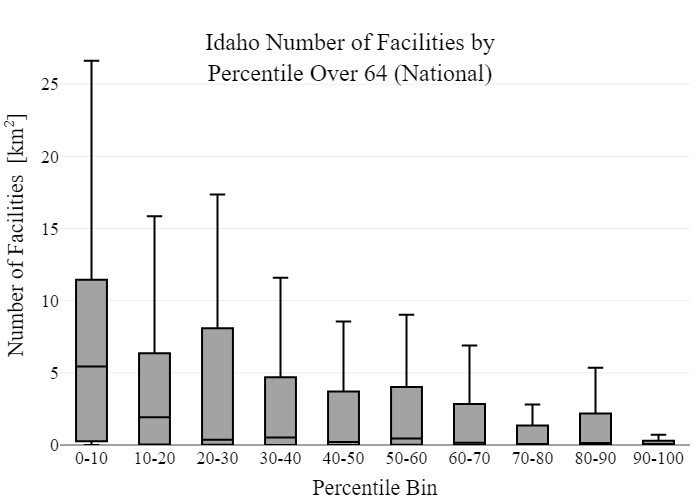 Idaho Number of Facilities by
Percentile Over 64 (National)
Number of Facilities [km²]
25
20
15
10
5
0
0-10 10-20 20-30 30-40 40-50 50-60 60-70 70-80 80-90 90-100
Percentile Bin